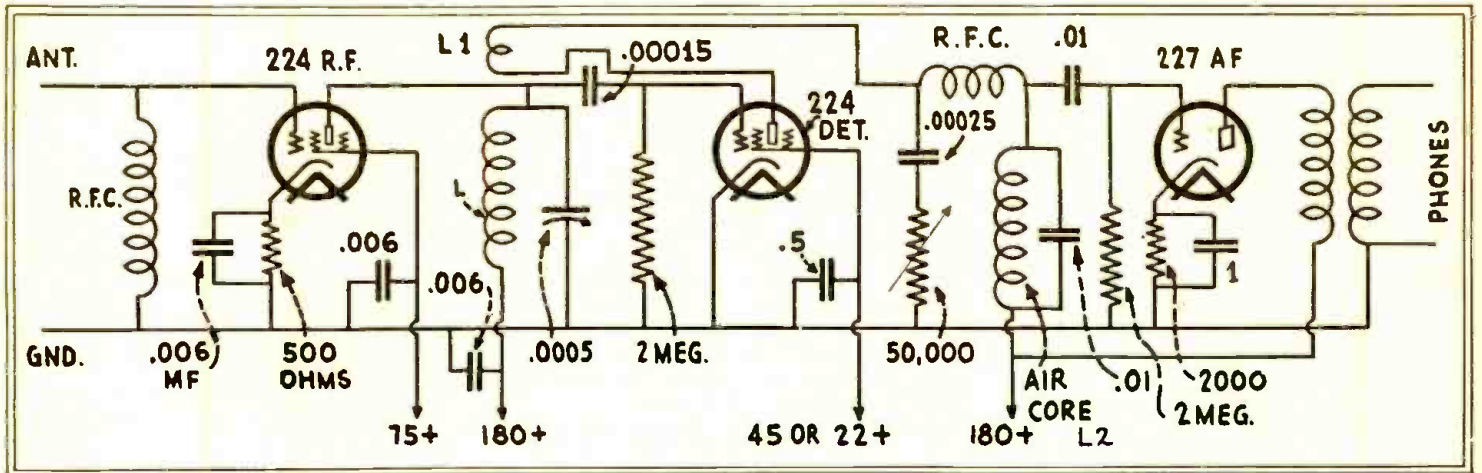 ANT.
224 R.F.
L1
.00015
R.F.C.
.01
227 AF
224
DET.
.00025
R.F.C.
L
.006
.006
.5
1
PHONES
GND.
.006
MF
500
OHMS
.0005
2 MEG.
50,000
AIR
CORE
L2
.01
2000
2 MEG.
75+
180+
45 OR 22+
180+